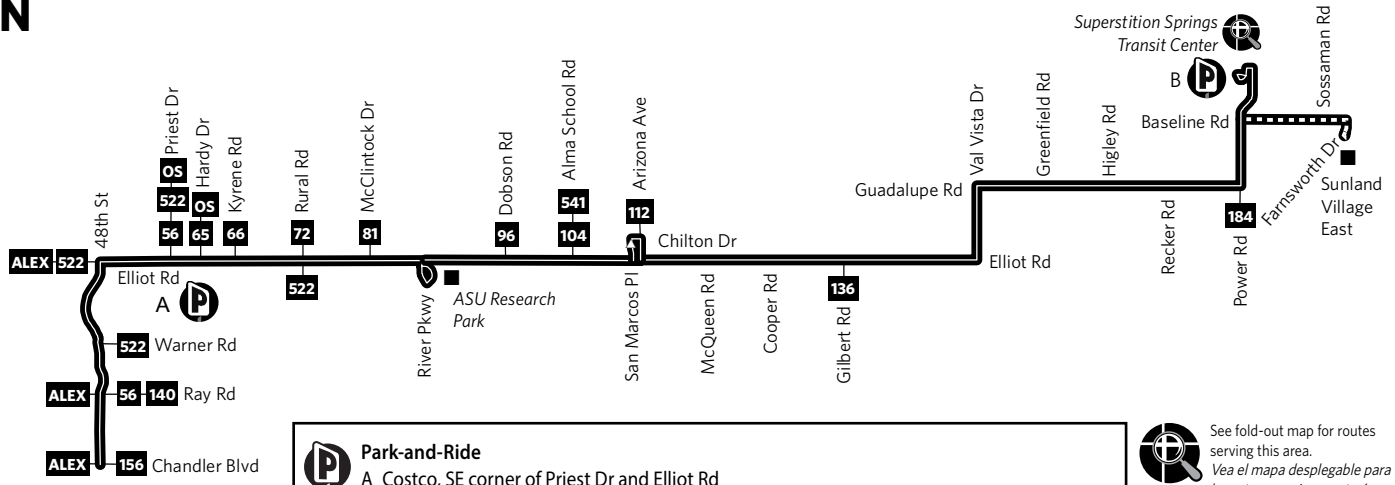 N
Superstition Springs
Transit Center
B
P
Sossaman Rd
Baseline Rd
Farnsworth Dr
Sunland
Village
East
Val Vista Dr
Greenfield Rd
Higley Rd
Guadalupe Rd
Recker Rd
184
Power Rd
Elliot Rd
Priest Dr
OS
522
56
Hardy Dr
OS
65
Kyrene Rd
66
Rural Rd
72
522
McClintock Dr
81
Dobson Rd
96
Alma School Rd
541
104
Arizona Ave
112
Chilton Dr
48th St
ALEX 522
Elliot Rd
A
P
River Pkwy
ASU Research
Park
San Marcos Pl
McQueen Rd
Cooper Rd
136
Gilbert Rd
522 Warner Rd
ALEX 56 140 Ray Rd
ALEX 156 Chandler Blvd
P
Park-and-Ride
A Costco, SE corner of Priest Dr and Elliot Rd
See fold-out map for routes
serving this area.
Vea el mapa desplegable para